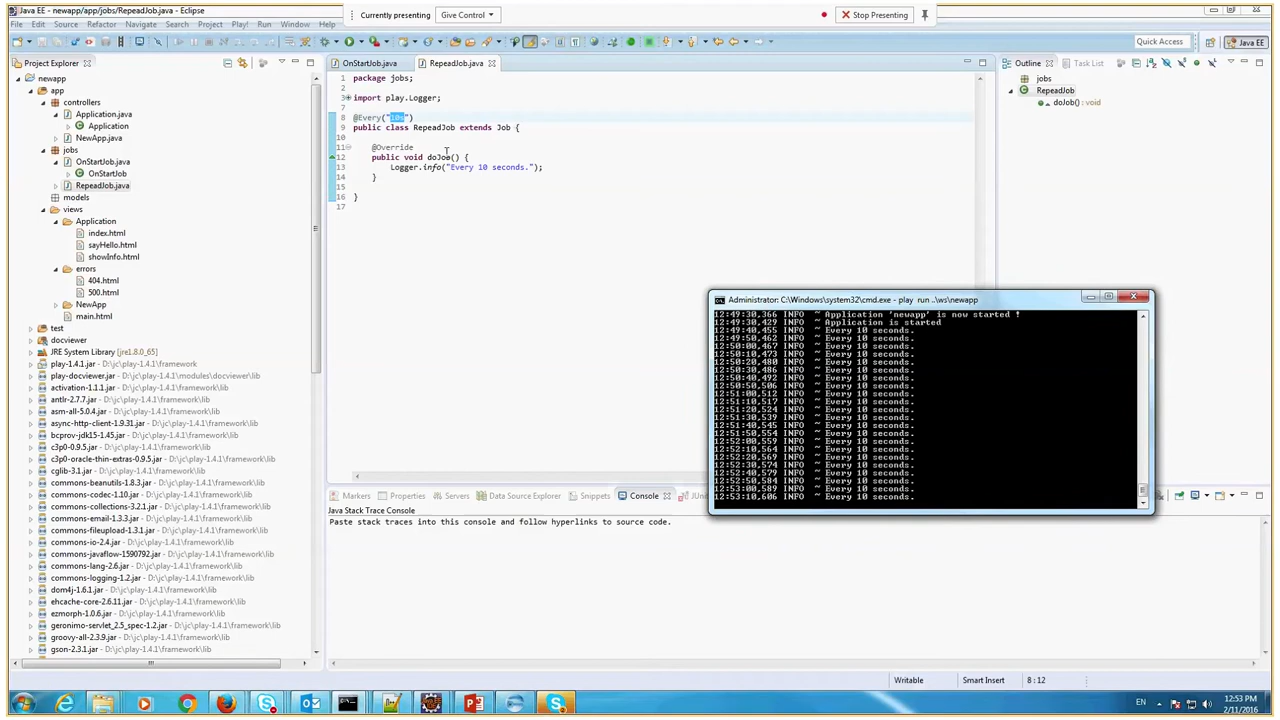 Java EE - newapp/app/jobs/RepeadJob.java - Eclipse
Currently presenting
Give Control
Stop Presenting
File Edit Source Refactor Navigate Search Project Play! Run Window Help
Quick Access
Java EE
Project Explorer
newapp
app
controllers
Application.java
Application
NewApp.java
jobs
OnStartJob.java
OnStartJob
RepeadJob.java
models
views
Application
index.html
sayHello.html
showInfo.html
errors
404.html
500.html
NewApp
main.html
test
docviewer
JRE System Library [jre1.8.0_65]
play-1.4.1.jar - D:\jc\play-1.4.1\framework
play-docviewer.jar - D:\jc\play-1.4.1\modules\docviewer
activation-1.1.1.jar - D:\jc\play-1.4.1\framework\lib
antlr-2.7.7.jar - D:\jc\play-1.4.1\framework\lib
asm-all-5.0.4.jar - D:\jc\play-1.4.1\framework\lib
async-http-client-1.9.31.jar - D:\jc\play-1.4.1\framework
bcprov-jdk15-1.45.jar - D:\jc\play-1.4.1\framework\lib
c3p0-0.9.5.jar - D:\jc\play-1.4.1\framework\lib
c3p0-oracle-thin-extras-0.9.5.jar - D:\jc\play-1.4.1\frar
cglib-3.1.jar - D:\jc\play-1.4.1\framework\lib
commons-beanutils-1.8.3.jar - D:\jc\play-1.4.1\framew
commons-codec-1.10.jar - D:\jc\play-1.4.1\framework\
commons-collections-3.2.1.jar - D:\jc\play-1.4.1\frame
commons-email-1.3.3.jar - D:\jc\play-1.4.1\framework\
commons-fileupload-1.3.1.jar - D:\jc\play-1.4.1\framew
commons-io-2.4.jar - D:\jc\play-1.4.1\framework\lib
commons-javaflow-1590792.jar - D:\jc\play-1.4.1\fram
commons-lang-2.6.jar - D:\jc\play-1.4.1\framework\lib
commons-logging-1.2.jar - D:\jc\play-1.4.1\framework
dom4j-1.6.1.jar - D:\jc\play-1.4.1\framework\lib
ehcache-core-2.6.11.jar - D:\jc\play-1.4.1\framework\l
ezmorph-1.0.6.jar - D:\jc\play-1.4.1\framework\lib
geronimo-servlet_2.5_spec-1.2.jar - D:\jc\play-1.4.1\fr
groovy-all-2.3.9.jar - D:\jc\play-1.4.1\framework\lib
gson-2.3.1.jar - D:\jc\play-1.4.1\framework\lib
OnStartJob.java
RepeadJob.java
1 package jobs;
2
3 import play.Logger;
7
8 @Every("10s")
9 public class RepeadJob extends Job {
10
11 @Override
12 public void doJob() {
13 Logger.info("Every 10 seconds.");
14 }
15
16 }
17
Outline
Task List
jobs
RepeadJob
doJob() : void
Administrator: C:\Windows\system32\cmd.exe - play run ..\ws\newapp
12:49:30,366 INFO ~ Application 'newapp' is now started !
12:49:30,429 INFO ~ Application is started
12:49:40,455 INFO ~ Every 10 seconds.
12:49:50,462 INFO ~ Every 10 seconds.
12:50:00,467 INFO ~ Every 10 seconds.
12:50:10,473 INFO ~ Every 10 seconds.
12:50:20,480 INFO ~ Every 10 seconds.
12:50:30,486 INFO ~ Every 10 seconds.
12:50:40,492 INFO ~ Every 10 seconds.
12:50:50,506 INFO ~ Every 10 seconds.
12:51:00,512 INFO ~ Every 10 seconds.
12:51:10,517 INFO ~ Every 10 seconds.
12:51:20,524 INFO ~ Every 10 seconds.
12:51:30,539 INFO ~ Every 10 seconds.
12:51:40,545 INFO ~ Every 10 seconds.
12:51:50,554 INFO ~ Every 10 seconds.
12:52:00,559 INFO ~ Every 10 seconds.
12:52:10,564 INFO ~ Every 10 seconds.
12:52:20,569 INFO ~ Every 10 seconds.
12:52:30,574 INFO ~ Every 10 seconds.
12:52:40,579 INFO ~ Every 10 seconds.
12:52:50,584 INFO ~ Every 10 seconds.
12:53:00,589 INFO ~ Every 10 seconds.
12:53:10,606 INFO ~ Every 10 seconds.
Markers Properties Servers Data Source Explorer Snippets Console
Java Stack Trace Console
Paste stack traces into this console and follow hyperlinks to source code.
Writable
Smart Insert
8 : 12
EN
12:53 PM
2/11/2016